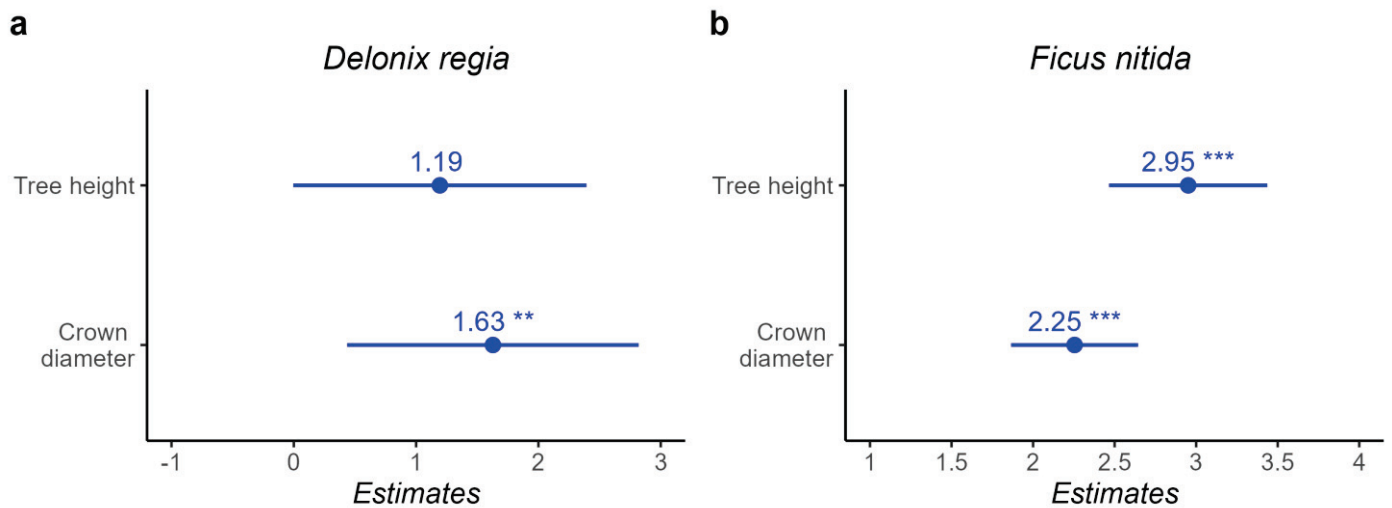 a
Delonix regia
Tree height
1.19
Crown
diameter
1.63 **
-1 0 1 2 3
Estimates
b
Ficus nitida
Tree height
2.95 ***
Crown
diameter
2.25 ***
1 1.5 2 2.5 3 3.5 4
Estimates